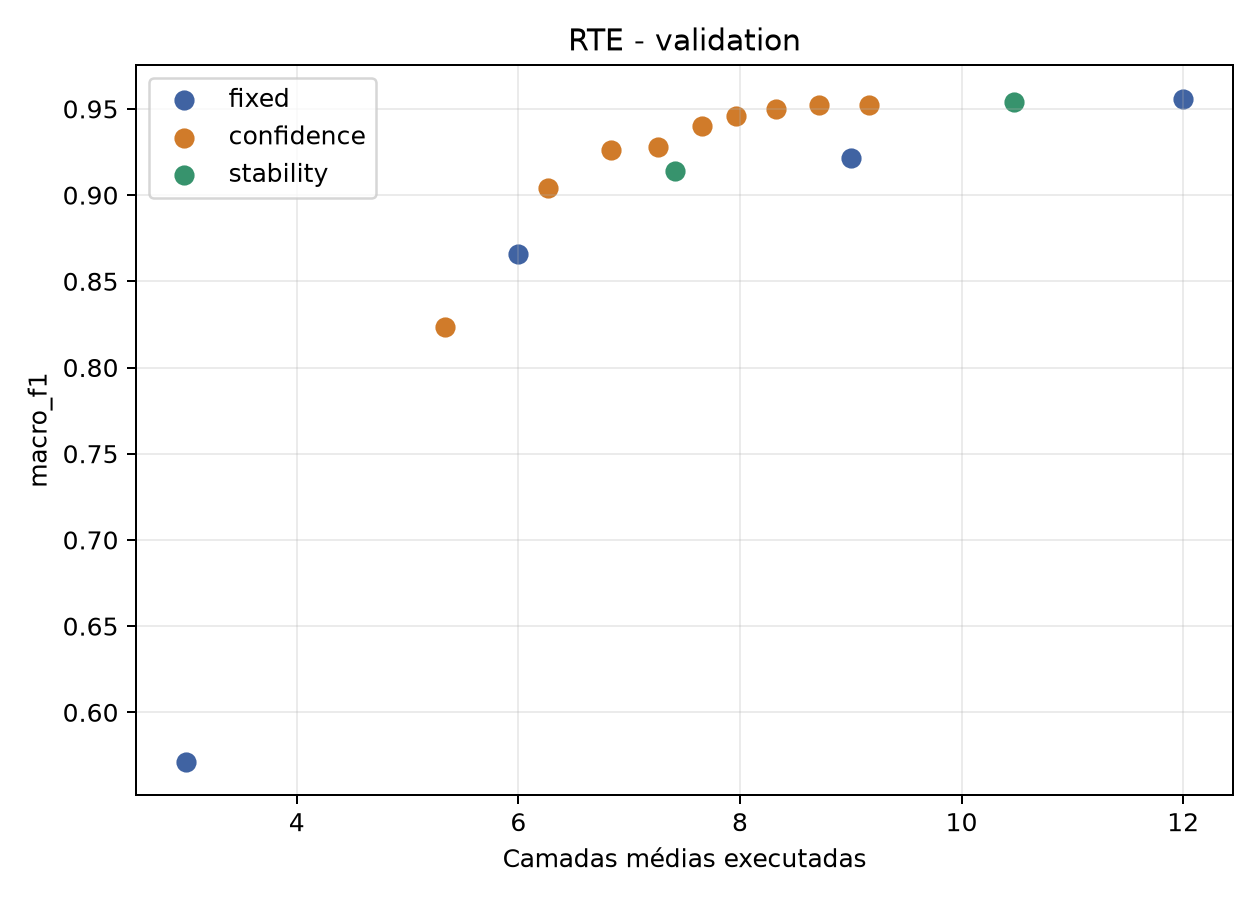 RTE - validation
fixed
confidence
stability
0.95
0.90
0.85
0.80
0.75
0.70
0.65
0.60
macro_f1
4 6 8 10 12
Camadas médias executadas